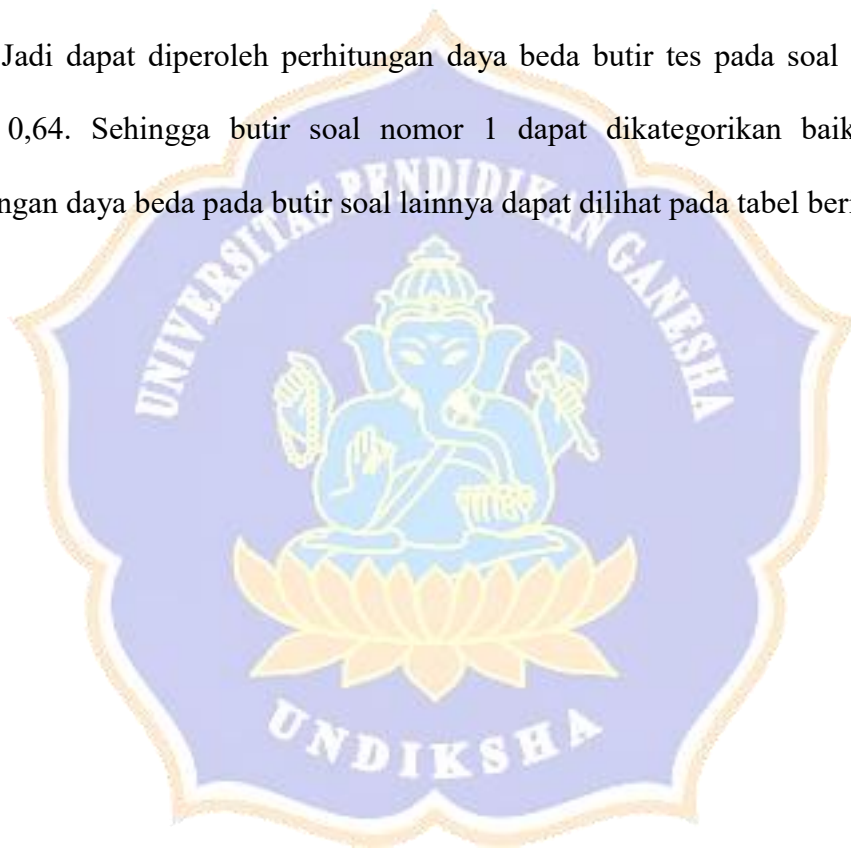 Jadi dapat diperoleh perhitungan daya beda butir tes pada soal
0,64. Sehingga butir soal nomor 1 dapat dikategorikan baik
ngan daya beda pada butir soal lainnya dapat dilihat pada tabel beri
UNIVERSITAS PENDIDIKAN GANESHA
UNDIKSHA